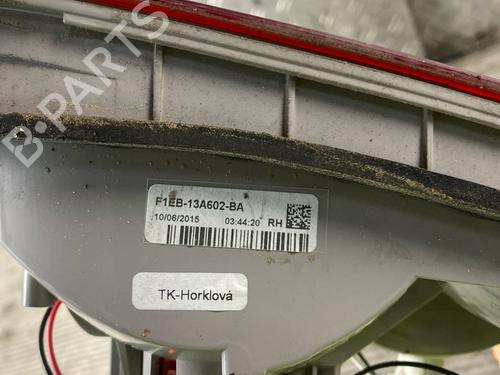 B-PARTS
F1EB-13A602-BA
10/06/2015 03:44:20 RH
TK-Horklová